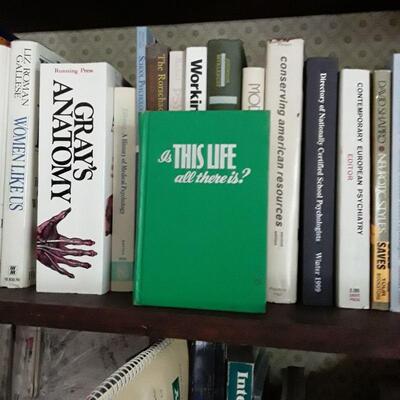 LIZ ROMAN GALLESE
WOMEN LIKE US
Running Press
GRAY'S
ANATOMY
A History of Medical Psychology
The Rorschach
Workin
Is THIS LIFE
all there is?
conserving american resources
Directory of Nationally Certified School Psychologists
Winter 1999
CONTEMPORARY EUROPEAN PSYCHIATRY
EDITOR
DAVID SHAPIRO
NEUROTIC STYLES
SAVES
Inte